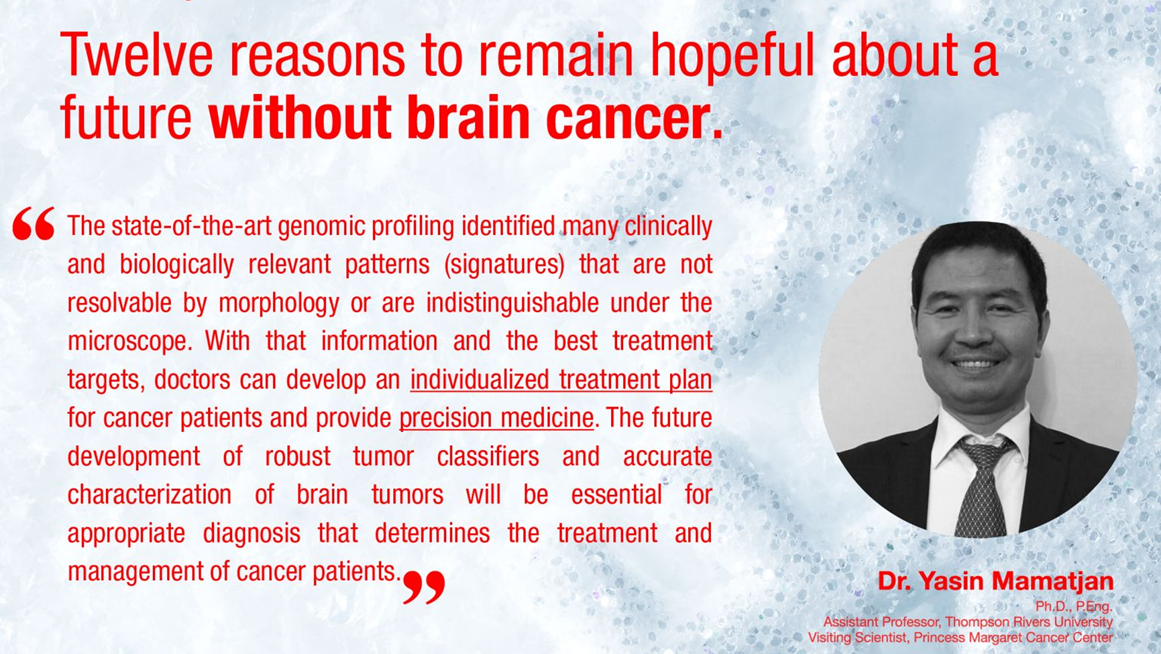 Twelve reasons to remain hopeful about a
future without brain cancer.
“ The state-of-the-art genomic profiling identified many clinically
and biologically relevant patterns (signatures) that are not
resolvable by morphology or are indistinguishable under the
microscope. With that information and the best treatment
targets, doctors can develop an individualized treatment plan
for cancer patients and provide precision medicine. The future
development of robust tumor classifiers and accurate
characterization of brain tumors will be essential for
appropriate diagnosis that determines the treatment and
management of cancer patients. ”
Dr. Yasin Mamatjan
Ph.D., P.Eng.
Assistant Professor, Thompson Rivers University
Visiting Scientist, Princess Margaret Cancer Center